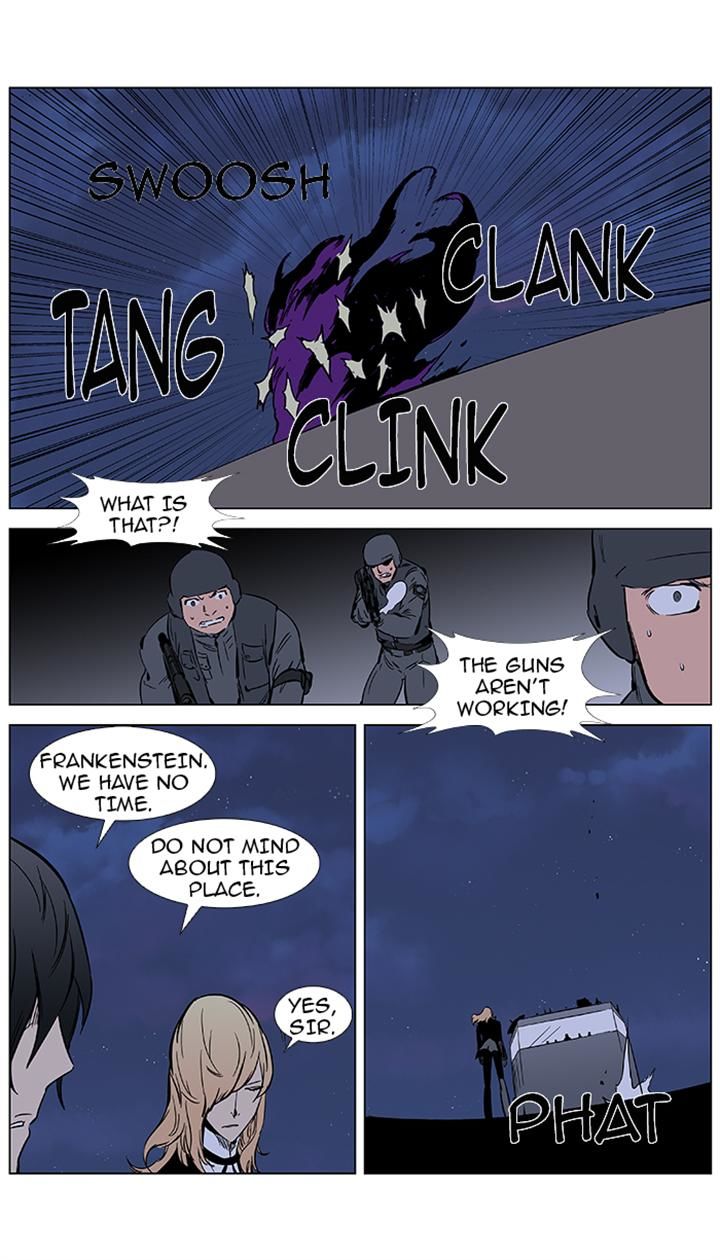 SWOOSH
CLANK
TANG
CLINK
WHAT IS
THAT?!
THE GUNS
AREN'T
WORKING!
FRANKENSTEIN.
WE HAVE NO
TIME.
DO NOT MIND
ABOUT THIS
PLACE.
YES,
SIR.
PHAT